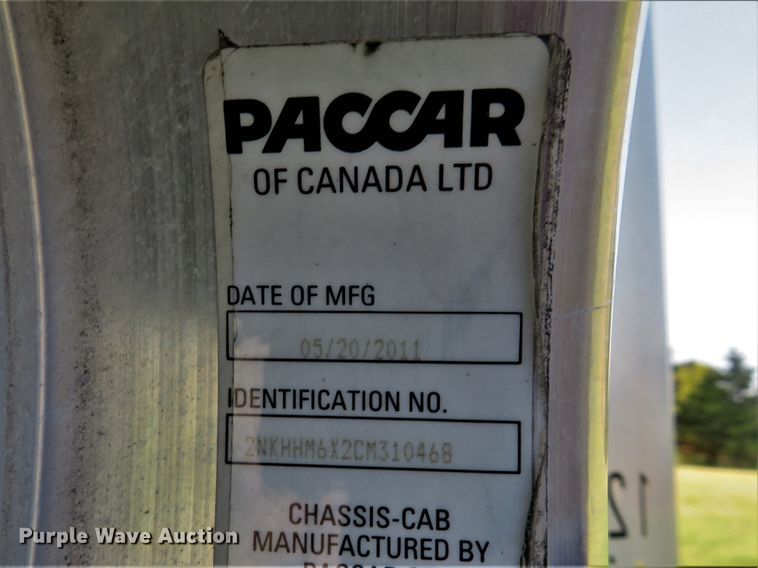 PACCAR
OF CANADA LTD
DATE OF MFG
05/20/2011
IDENTIFICATION NO.
2NKHHM6X2CM310468
CHASSIS-CAB
MANUFACTURED BY
Purple Wave Auction